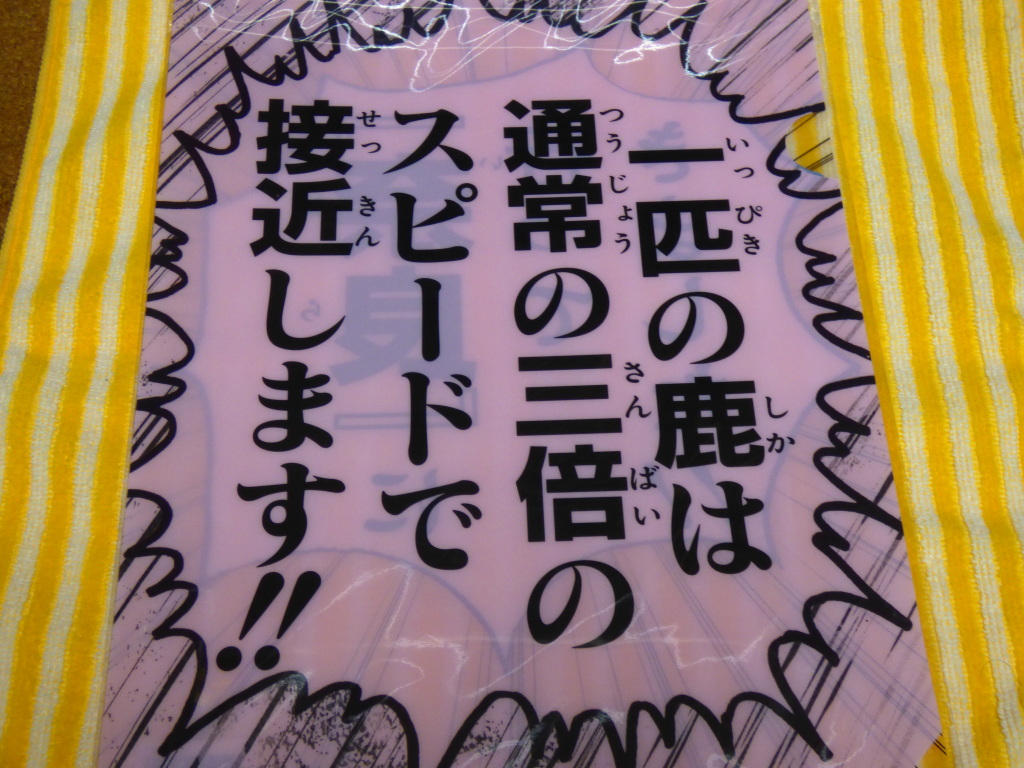 一匹の鹿は
通常の三倍の
スピードで
接近します!!